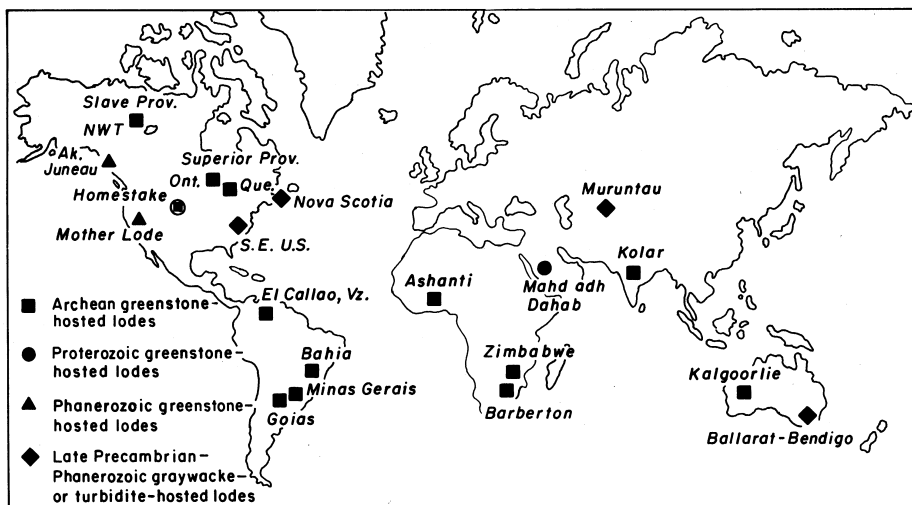 Slave Prov.
NWT
Ak.
Juneau
Superior Prov.
Ont.
Que.
Homestake
Nova Scotia
Mother Lode
S.E. U.S.
Muruntau
Kolar
Ashanti
Mahd adh
Dahab
El Callao, Vz.
Bahia
Minas Gerais
Goias
Zimbabwe
Barberton
Kalgoorlie
Ballarat-Bendigo
Archean greenstone-
hosted lodes
Proterozoic greenstone-
hosted lodes
Phanerozoic greenstone-
hosted lodes
Late Precambrian-
Phanerozoic graywacke-
or turbidite-hosted lodes